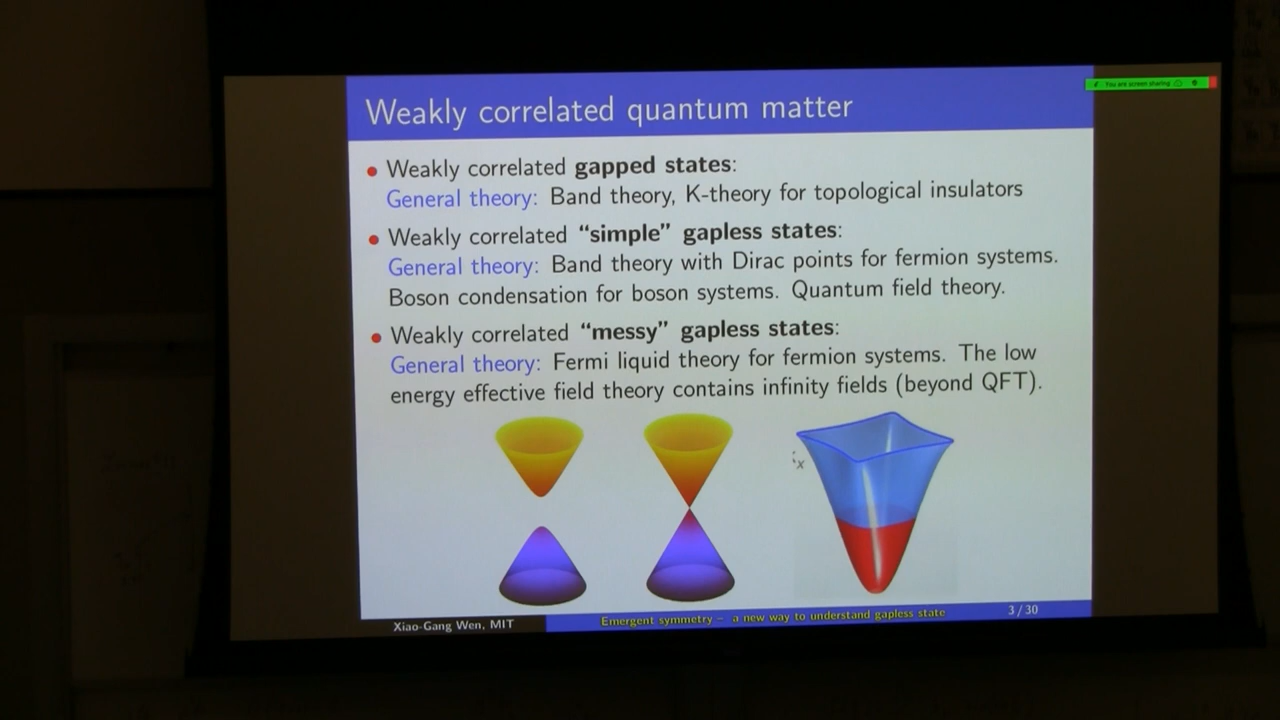 You are screen sharing
Weakly correlated quantum matter
• Weakly correlated gapped states:
General theory: Band theory, K-theory for topological insulators
• Weakly correlated “simple” gapless states:
General theory: Band theory with Dirac points for fermion systems.
Boson condensation for boson systems. Quantum field theory.
• Weakly correlated “messy” gapless states:
General theory: Fermi liquid theory for fermion systems. The low
energy effective field theory contains infinity fields (beyond QFT).
x
Xiao-Gang Wen, MIT
Emergent symmetry – a new way to understand gapless state
3 / 30